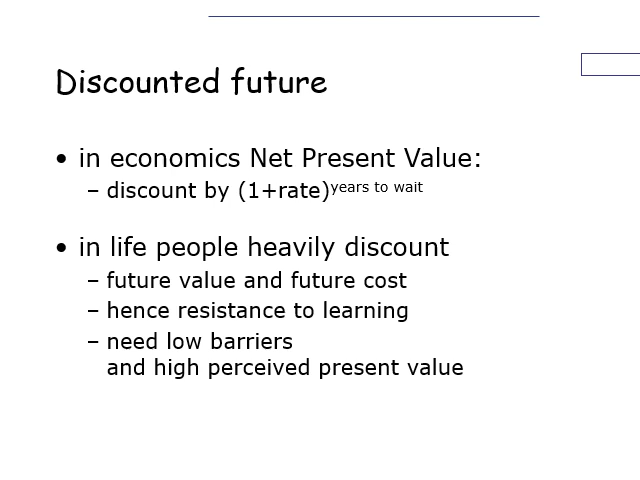 Discounted future
• in economics Net Present Value:
– discount by (1+rate)^years to wait
• in life people heavily discount
– future value and future cost
– hence resistance to learning
– need low barriers
and high perceived present value